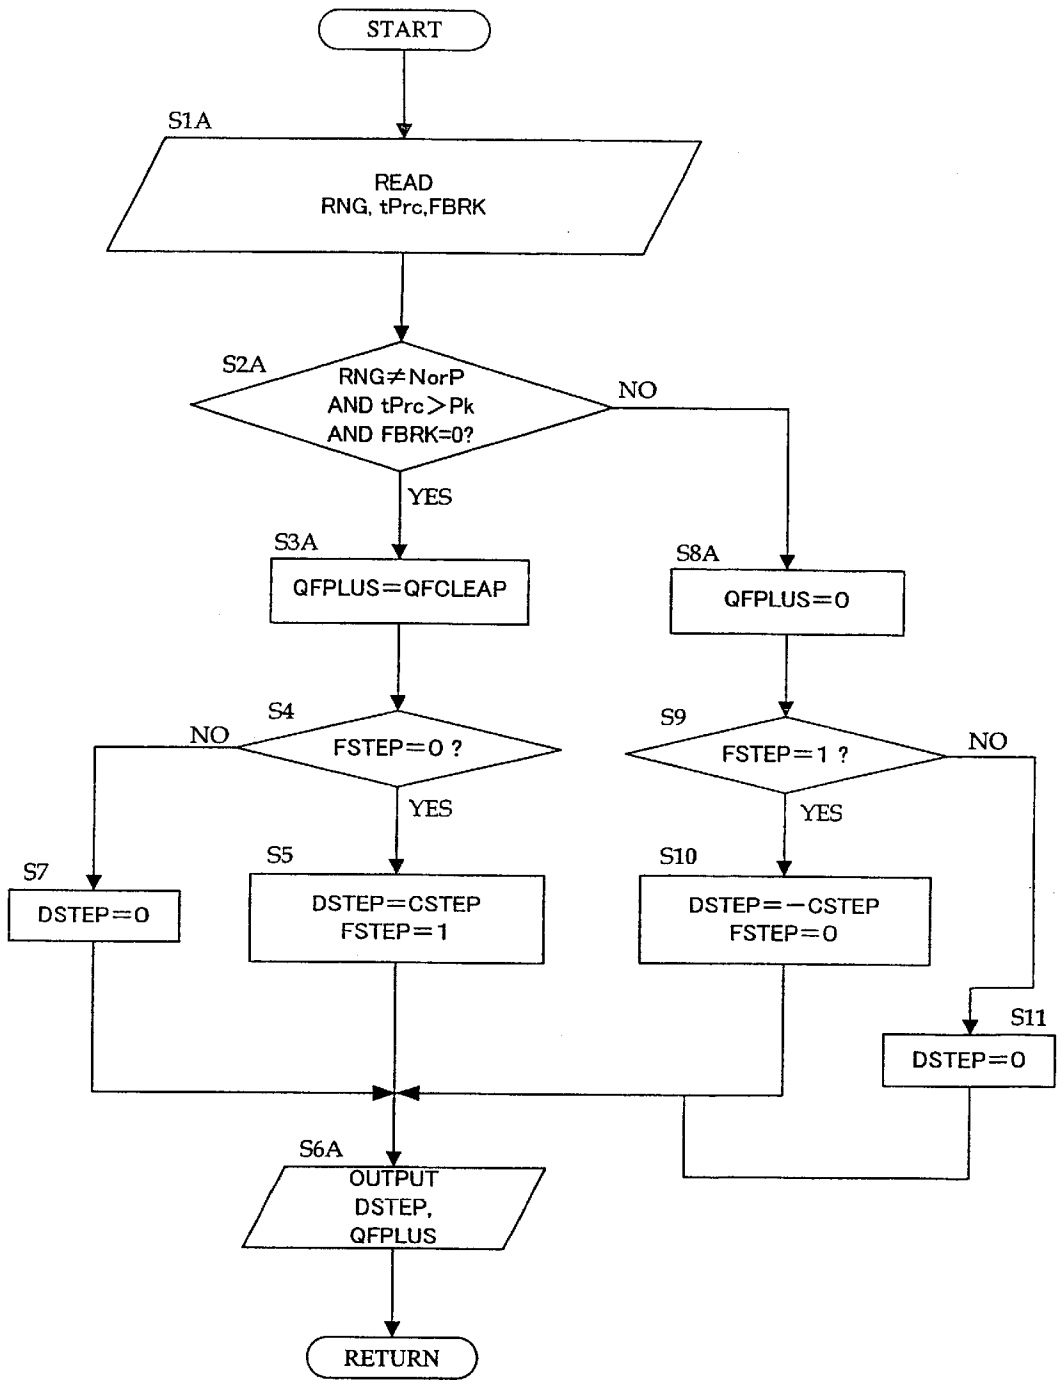 START
S1A
READ
RNG, tPrc,FBRK
S2A
RNG≠NorP
AND tPrc>Pk
AND FBRK=0?
NO
YES
S3A
QFPLUS=QFCLEAP
S8A
QFPLUS=0
S4
FSTEP=0 ?
NO
YES
S9
FSTEP=1 ?
NO
YES
S7
DSTEP=0
S5
DSTEP=CSTEP
FSTEP=1
S10
DSTEP=-CSTEP
FSTEP=0
S11
DSTEP=0
S6A
OUTPUT
DSTEP,
QFPLUS
RETURN